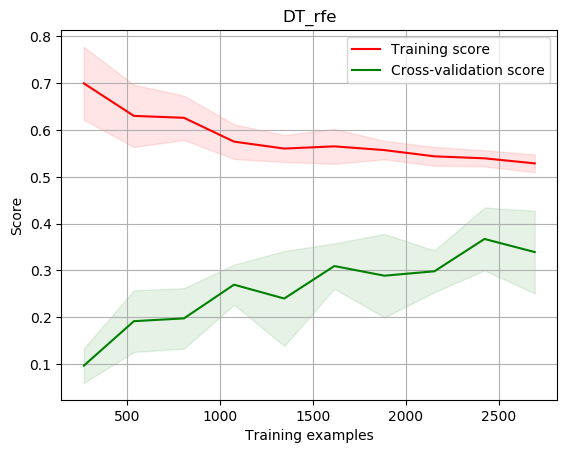 DT_rfe
Training score
Cross-validation score
Score
0.8
0.7
0.6
0.5
0.4
0.3
0.2
0.1
500 1000 1500 2000 2500
Training examples